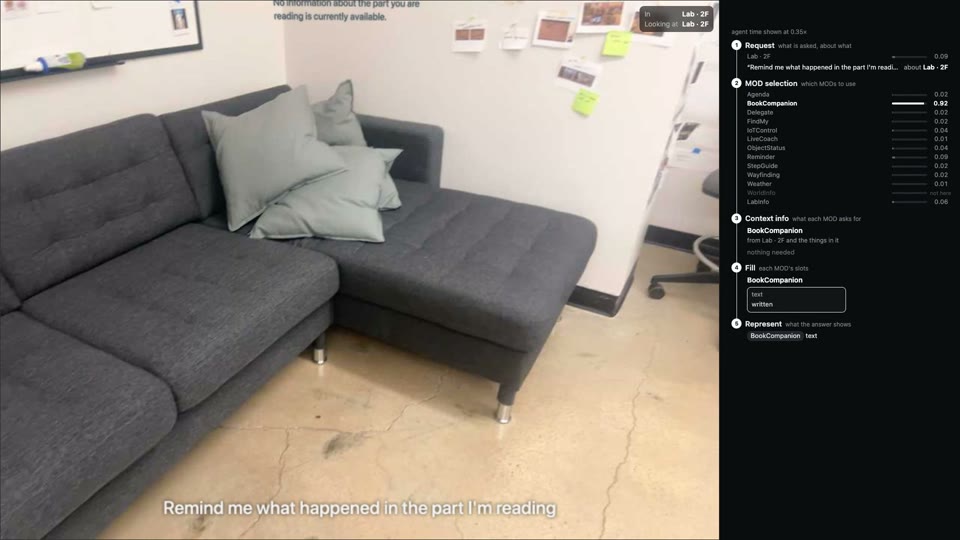 No information about the part you are
reading is currently available.
In Lab · 2F
Looking at Lab · 2F
Remind me what happened in the part I'm reading
agent time shown at 0.35×
1 Request what is asked, about what
Lab · 2F 0.09
“Remind me what happened in the part I'm readi... about Lab · 2F
2 MOD selection which MODs to use
Agenda 0.02
BookCompanion 0.92
Delegate 0.02
FindMy 0.02
IoTControl 0.04
LiveCoach 0.01
ObjectStatus 0.04
Reminder 0.09
StepGuide 0.02
Wayfinding 0.02
Weather 0.01
WorldInfo not here
LabInfo 0.06
3 Context info what each MOD asks for
BookCompanion
from Lab · 2F and the things in it
nothing needed
4 Fill each MOD's slots
BookCompanion
text
written
5 Represent what the answer shows
BookCompanion text